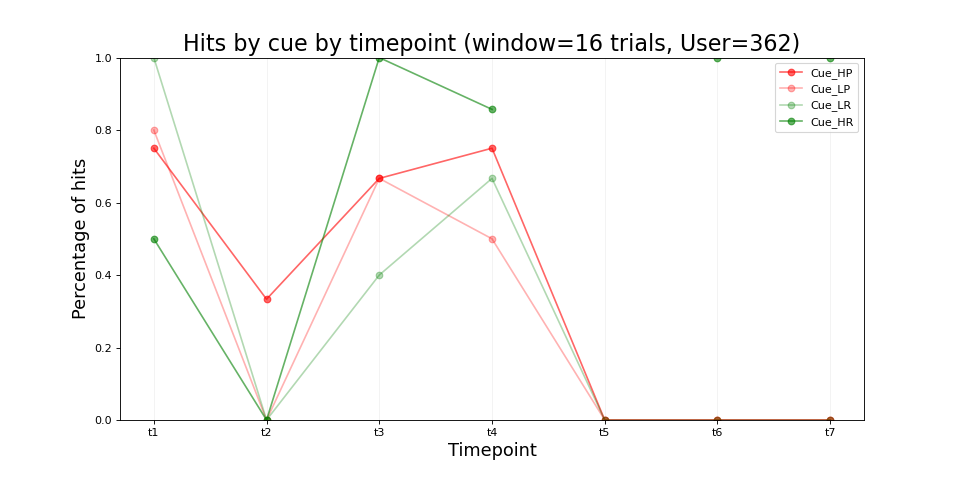 Hits by cue by timepoint (window=16 trials, User=362)
Cue_HP
Cue_LP
Cue_LR
Cue_HR
Percentage of hits
1.0
0.8
0.6
0.4
0.2
0.0
t1 t2 t3 t4 t5 t6 t7
Timepoint